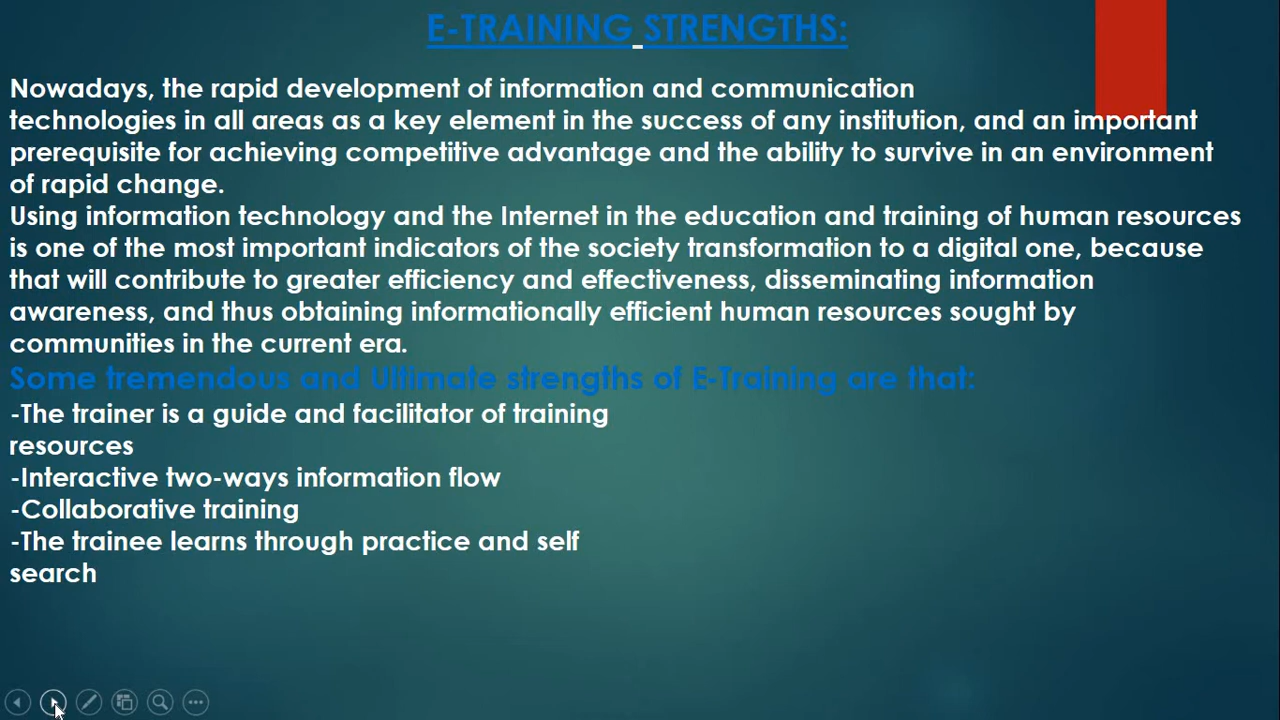 E-TRAINING STRENGTHS:
Nowadays, the rapid development of information and communication
technologies in all areas as a key element in the success of any institution, and an important
prerequisite for achieving competitive advantage and the ability to survive in an environment
of rapid change.
Using information technology and the Internet in the education and training of human resources
is one of the most important indicators of the society transformation to a digital one, because
that will contribute to greater efficiency and effectiveness, disseminating information
awareness, and thus obtaining informationally efficient human resources sought by
communities in the current era.
Some tremendous and Ultimate strengths of E-Training are that:
-The trainer is a guide and facilitator of training
resources
-Interactive two-ways information flow
-Collaborative training
-The trainee learns through practice and self
search